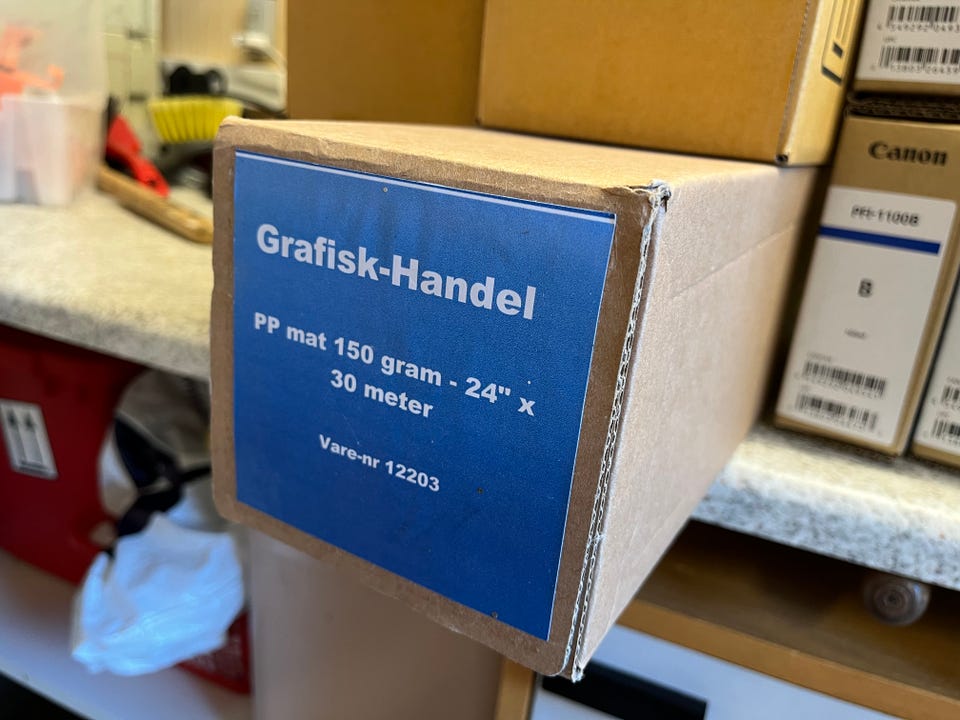 Grafisk-Handel
PP mat 150 gram - 24" x
30 meter
Vare-nr 12203
Canon
PFI-1100B
B